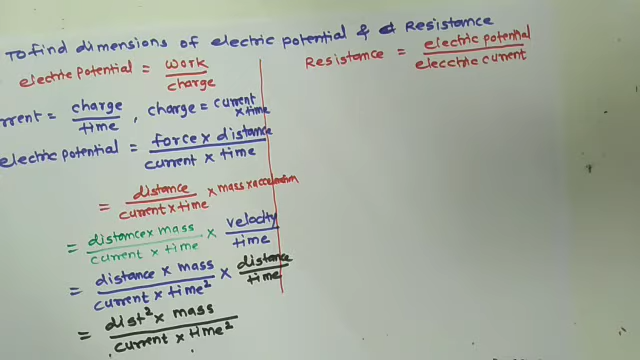 To find dimensions of electric potential & Resistance
electric potential = work / charge
rrent = charge / time , charge = current × time
electric potential = force × distance / current × time
= distance / current × time × mass × acceleration
= distance × mass / current × time × velocity / time
= distance × mass / current × time² × distance / time
= dist² × mass / current × time²
Resistance = electric potential / elecctric current